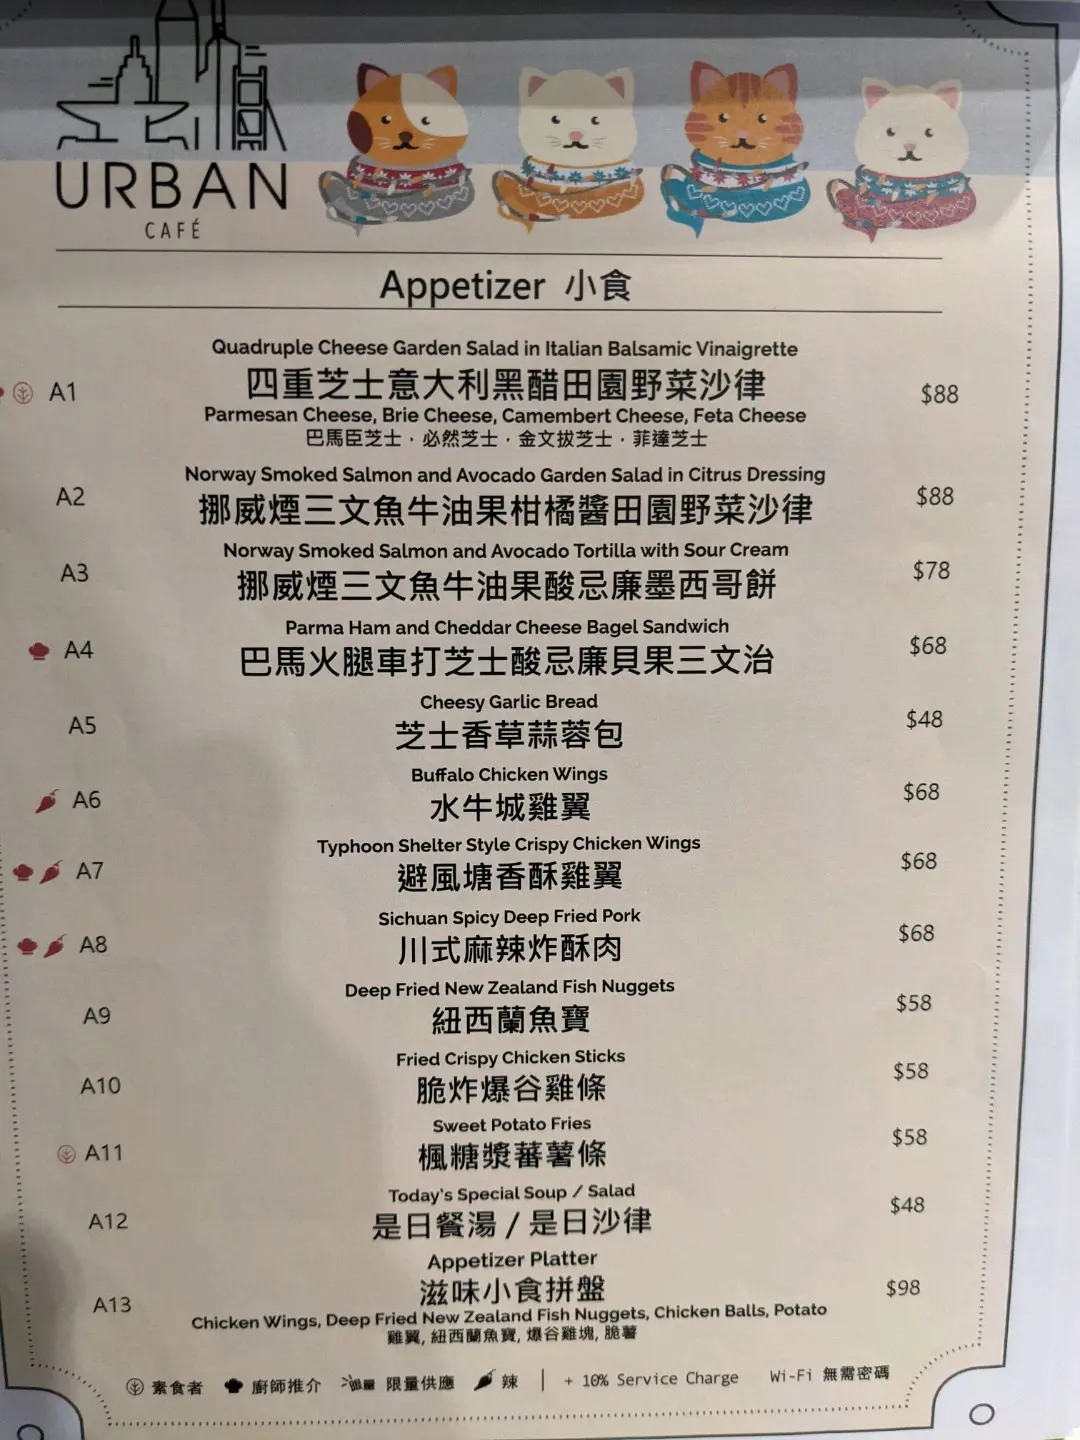 URBAN
CAFÉ
Appetizer 小食
Quadruple Cheese Garden Salad in Italian Balsamic Vinaigrette
A1 四重芝士意大利黑醋田園野菜沙律 $88
Parmesan Cheese, Brie Cheese, Camembert Cheese, Feta Cheese
巴馬臣芝士 · 必然芝士 · 金文拔芝士 · 菲達芝士
Norway Smoked Salmon and Avocado Garden Salad in Citrus Dressing
A2 挪威煙三文魚牛油果柑橘醬田園野菜沙律 $88
Norway Smoked Salmon and Avocado Tortilla with Sour Cream
A3 挪威煙三文魚牛油果酸忌廉墨西哥餅 $78
Parma Ham and Cheddar Cheese Bagel Sandwich
A4 巴馬火腿車打芝士酸忌廉貝果三文治 $68
Cheesy Garlic Bread
A5 芝士香草蒜蓉包 $48
Buffalo Chicken Wings
A6 水牛城雞翼 $68
Typhoon Shelter Style Crispy Chicken Wings
A7 避風塘香酥雞翼 $68
Sichuan Spicy Deep Fried Pork
A8 川式麻辣炸酥肉 $68
Deep Fried New Zealand Fish Nuggets
A9 紐西蘭魚寶 $58
Fried Crispy Chicken Sticks
A10 脆炸爆谷雞條 $58
Sweet Potato Fries
A11 楓糖漿蕃薯條 $58
Today's Special Soup / Salad
A12 是日餐湯 / 是日沙律 $48
Appetizer Platter
A13 滋味小食拼盤 $98
Chicken Wings, Deep Fried New Zealand Fish Nuggets, Chicken Balls, Potato
雞翼, 紐西蘭魚寶, 爆谷雞塊, 脆薯
素食者 廚師推介 限量供應 辣 | + 10% Service Charge Wi-Fi 無需密碼